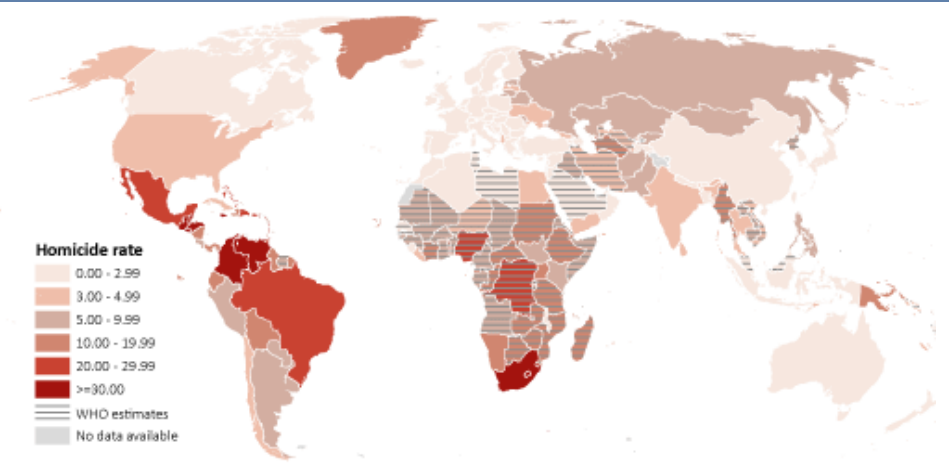 Homicide rate
0.00 - 2.99
3.00 - 4.99
5.00 - 9.99
10.00 - 19.99
20.00 - 29.99
>=30.00
WHO estimates
No data available